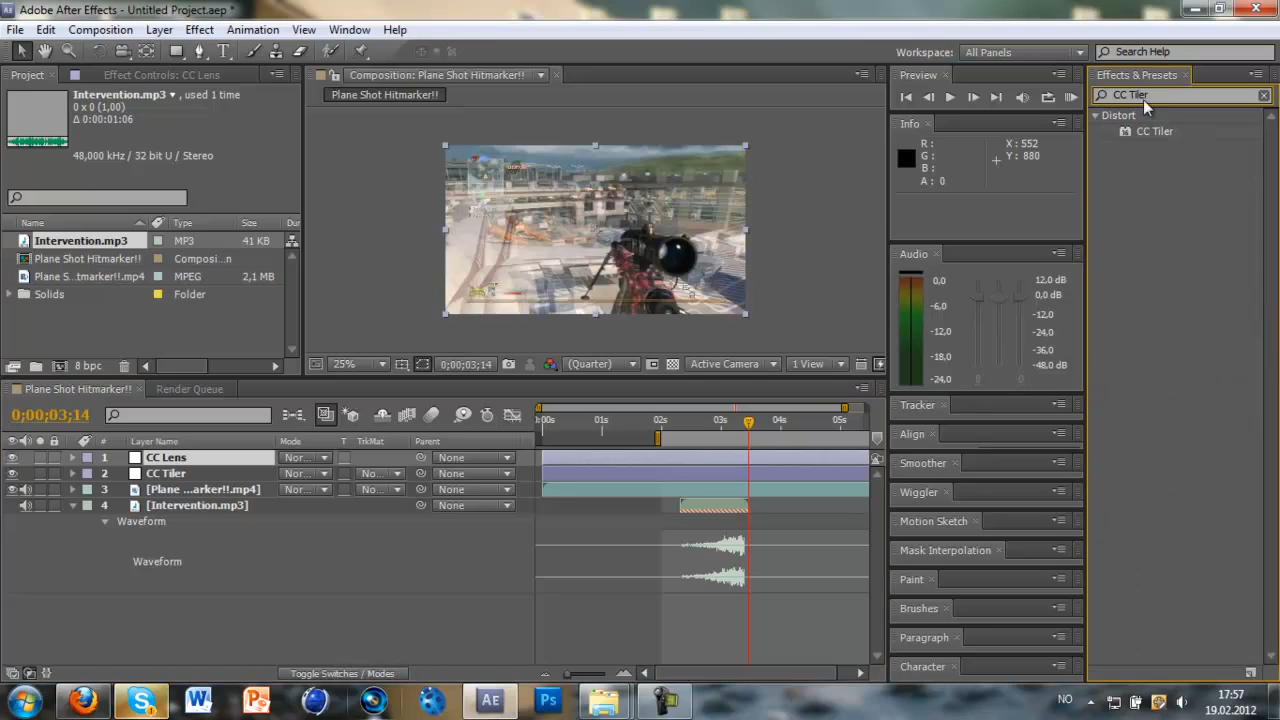 Adobe After Effects - Untitled Project.aep *
File Edit Composition Layer Effect Animation View Window Help
Workspace: All Panels Search Help
Project Effect Controls: CC Lens
Composition: Plane Shot Hitmarker!!
Preview
Effects & Presets
Intervention.mp3 , used 1 time
0 x 0 (1,00)
Δ 0:00:01:06
48,000 kHz / 32 bit U / Stereo
Plane Shot Hitmarker!!
CC Tiler
Distort
CC Tiler
Info
R :
G :
B :
A : 0
X : 552
Y : 880
Name Type Size Du
Intervention.mp3 MP3 41 KB
Plane Shot Hitmarker!! Composi...n
Plane S...tmarker!!.mp4 MPEG 2,1 MB
Solids Folder
8 bpc
25% 0;00;03;14 (Quarter) Active Camera 1 View
Audio
0,0
-6,0
-12,0
-18,0
-24,0
12,0 dB
0,0 dB
-12,0
-24,0
-36,0
-48,0 dB
0 0
Tracker
Align
Smoother
Wiggler
Motion Sketch
Mask Interpolation
Paint
Brushes
Paragraph
Character
Plane Shot Hitmarker!! Render Queue
0;00;03;14
0:00s 01s 02s 03s 04s 05s
# Layer Name Mode T TrkMat Parent
1 CC Lens Nor... None
2 CC Tiler Nor... No... None
3 [Plane ...arker!!.mp4] Nor... No... None
4 [Intervention.mp3] None
Waveform
Waveform
Toggle Switches / Modes
NO
17:57
19.02.2012